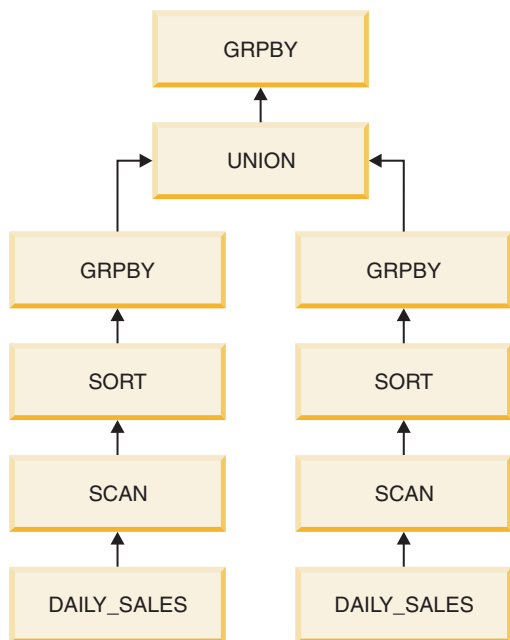 GRPBY
UNION
GRPBY
GRPBY
SORT
SORT
SCAN
SCAN
DAILY_SALES
DAILY_SALES